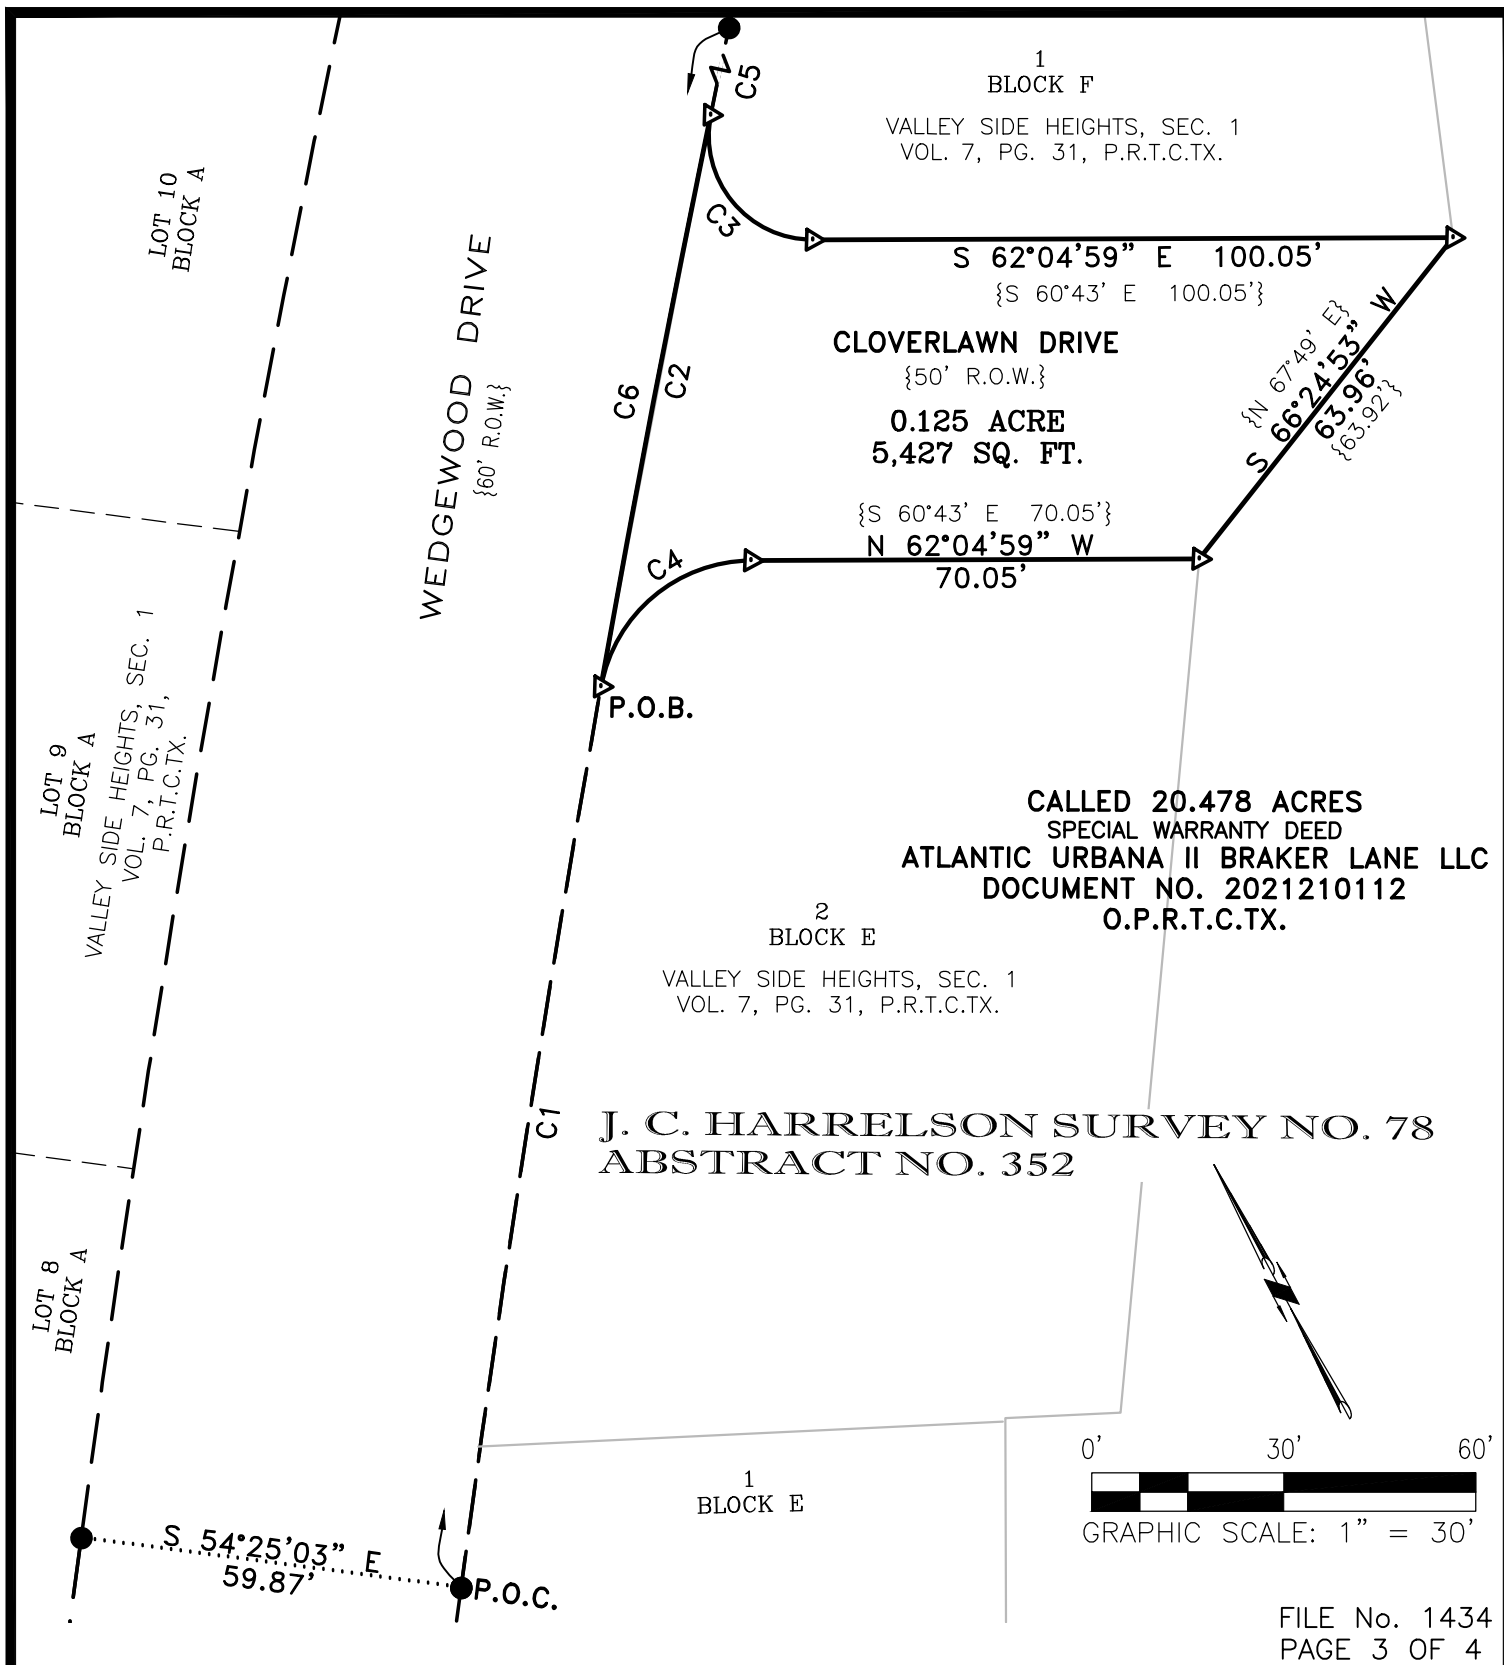 C5
1
BLOCK F
VALLEY SIDE HEIGHTS, SEC. 1
VOL. 7, PG. 31, P.R.T.C.TX.
LOT 10
BLOCK A
C3
S 62°04'59" E 100.05'
{S 60°43' E 100.05'}
WEDGEWOOD DRIVE
{60' R.O.W.}
C6
C2
CLOVERLAWN DRIVE
{50' R.O.W.}
0.125 ACRE
5,427 SQ. FT.
{N 67°49' E}
S 66°24'53" W
63.96'
{63.92'}
{S 60°43' E 70.05'}
N 62°04'59" W
70.05'
C4
P.O.B.
LOT 9
BLOCK A
VALLEY SIDE HEIGHTS, SEC. 1
VOL. 7, PG. 31,
P.R.T.C.TX.
CALLED 20.478 ACRES
SPECIAL WARRANTY DEED
ATLANTIC URBANA II BRAKER LANE LLC
DOCUMENT NO. 2021210112
O.P.R.T.C.TX.
2
BLOCK E
VALLEY SIDE HEIGHTS, SEC. 1
VOL. 7, PG. 31, P.R.T.C.TX.
C1
J. C. HARRELSON SURVEY NO. 78
ABSTRACT NO. 352
LOT 8
BLOCK A
1
BLOCK E
S 54°25'03" E
59.87'
P.O.C.
0' 30' 60'
GRAPHIC SCALE: 1" = 30'
FILE No. 1434
PAGE 3 OF 4